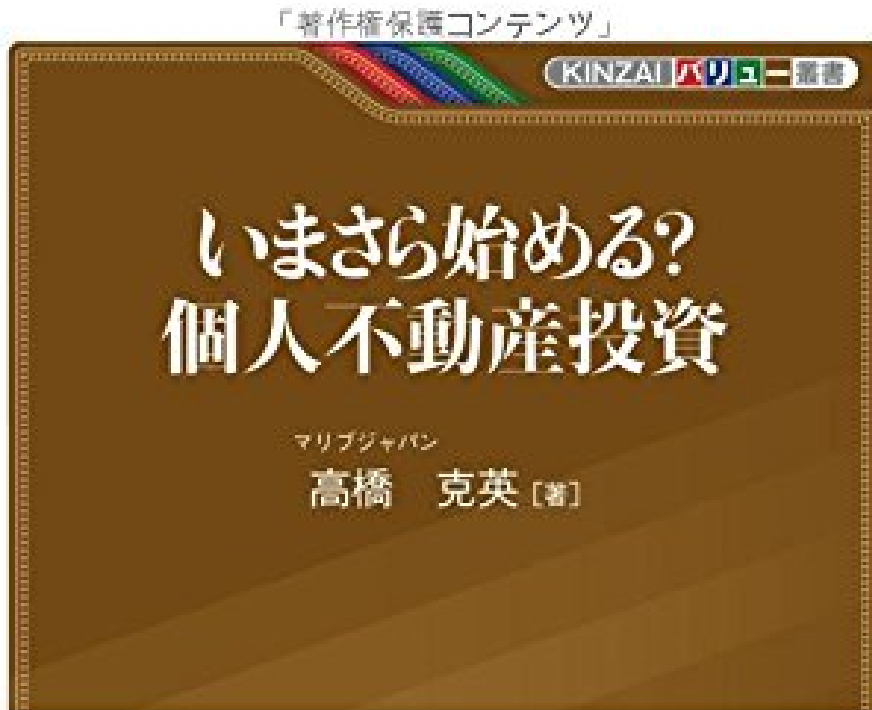 「著作権保護コンテンツ」
KINZAI バリュー 叢書
いまさら始める?
個人不動産投資
マリブジャパン
高橋 克英 [著]